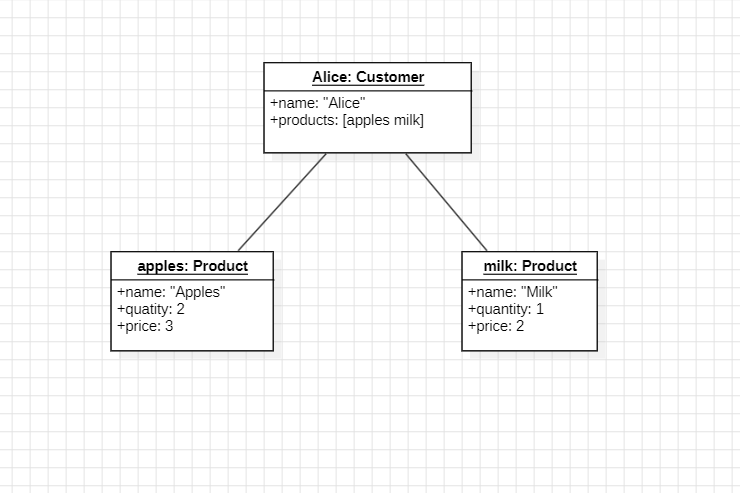 Alice: Customer
+name: "Alice"
+products: [apples milk]
apples: Product
+name: "Apples"
+quatity: 2
+price: 3
milk: Product
+name: "Milk"
+quantity: 1
+price: 2